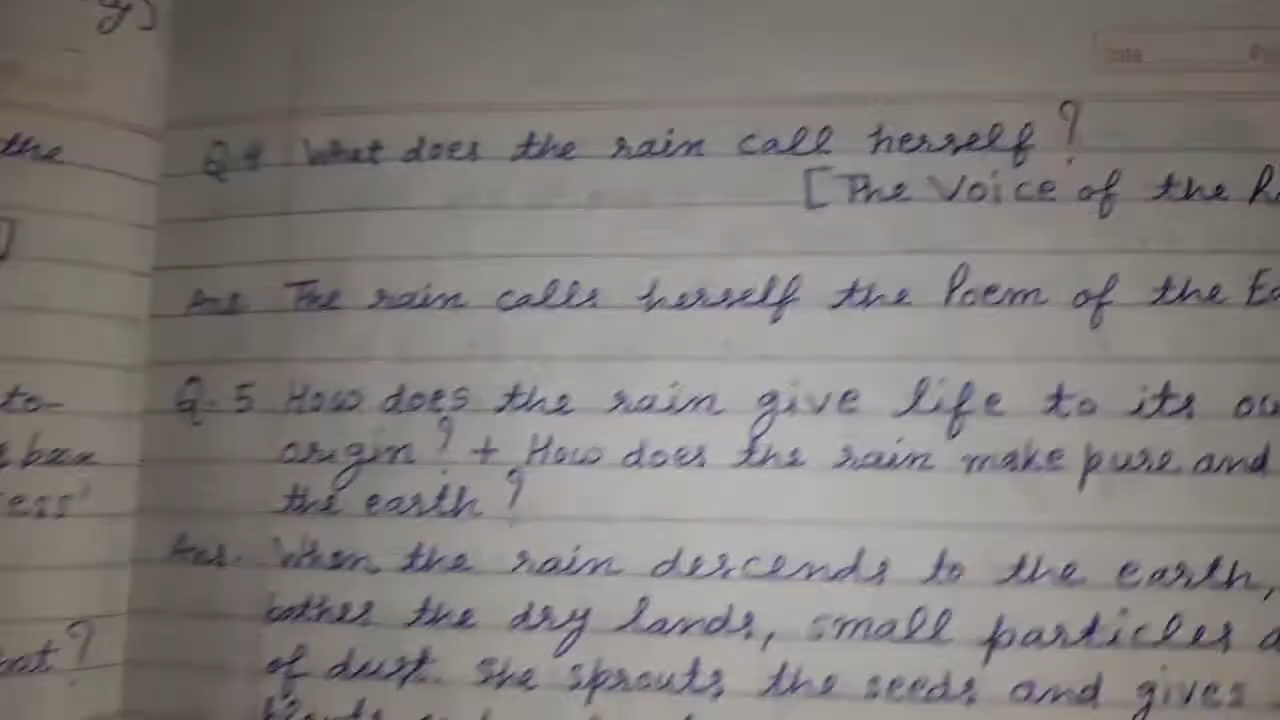 the
to-
ess'
Date
Q.4 What does the rain call herself?
[The Voice of the
Ans The rain calls herself the Poem of the
Q.5 How does the rain give life to its
origin? + How does the rain make pure and
the earth?
Ans. When the rain descends to the earth,
bathes the dry lands, small particles
of dust. She sprouts the seeds and gives